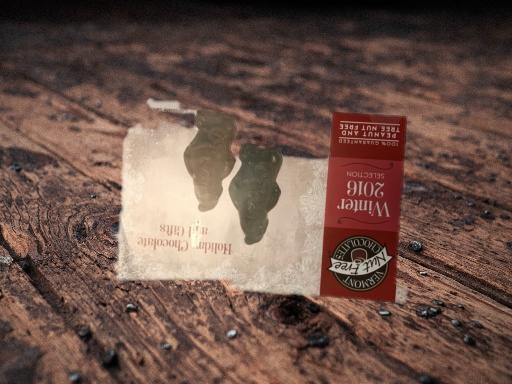 VERMONT
Nut Free
CHOCOLATES
Winter
2016
SELECTION
100% GUARANTEED
PEANUT AND
TREE NUT FREE
Holiday Chocolate
and Gifts